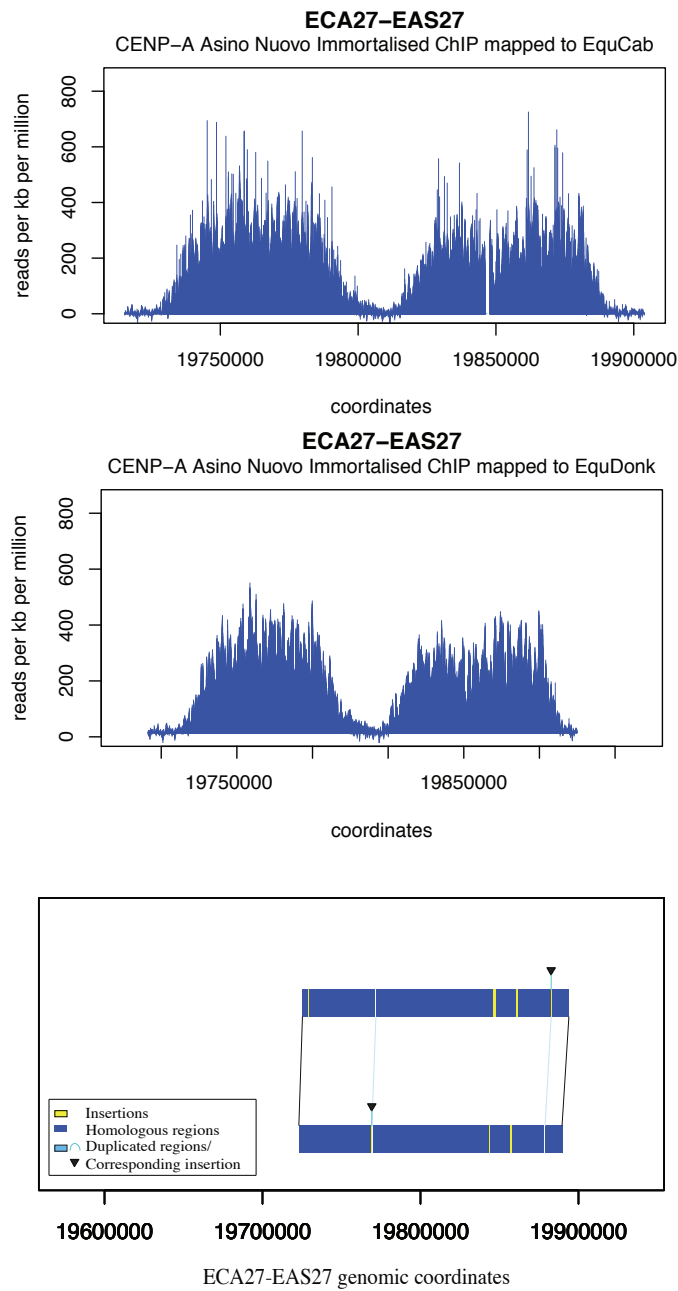 ECA27−EAS27
CENP−A Asino Nuovo Immortalised ChIP mapped to EquCab
reads per kb per million
800
600
400
200
0
19750000 19800000 19850000 19900000
coordinates
ECA27−EAS27
CENP−A Asino Nuovo Immortalised ChIP mapped to EquDonk
reads per kb per million
800
600
400
200
0
19750000 19850000
coordinates
Insertions
Homologous regions
Duplicated regions/
Corresponding insertion
19600000 19700000 19800000 19900000
ECA27-EAS27 genomic coordinates